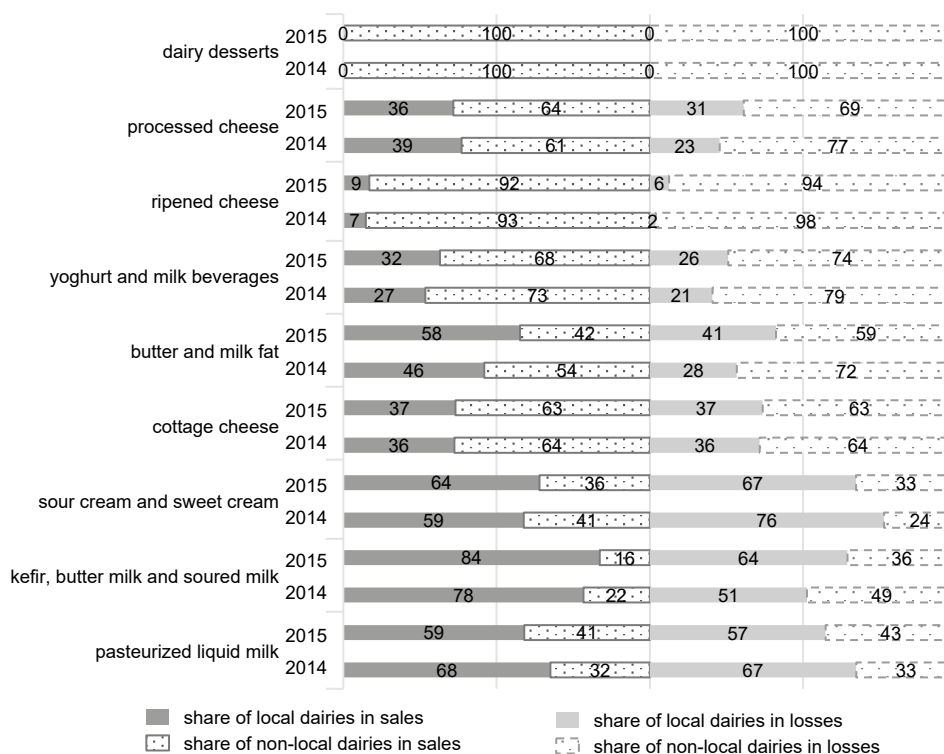 dairy desserts
2015 0 100 0 100
2014 0 100 0 100
processed cheese
2015 36 64 31 69
2014 39 61 23 77
ripened cheese
2015 9 92 6 94
2014 7 93 2 98
yoghurt and milk beverages
2015 32 68 26 74
2014 27 73 21 79
butter and milk fat
2015 58 42 41 59
2014 46 54 28 72
cottage cheese
2015 37 63 37 63
2014 36 64 36 64
sour cream and sweet cream
2015 64 36 67 33
2014 59 41 76 24
kefir, butter milk and soured milk
2015 84 16 64 36
2014 78 22 51 49
pasteurized liquid milk
2015 59 41 57 43
2014 68 32 67 33
share of local dairies in sales
share of non-local dairies in sales
share of local dairies in losses
share of non-local dairies in losses